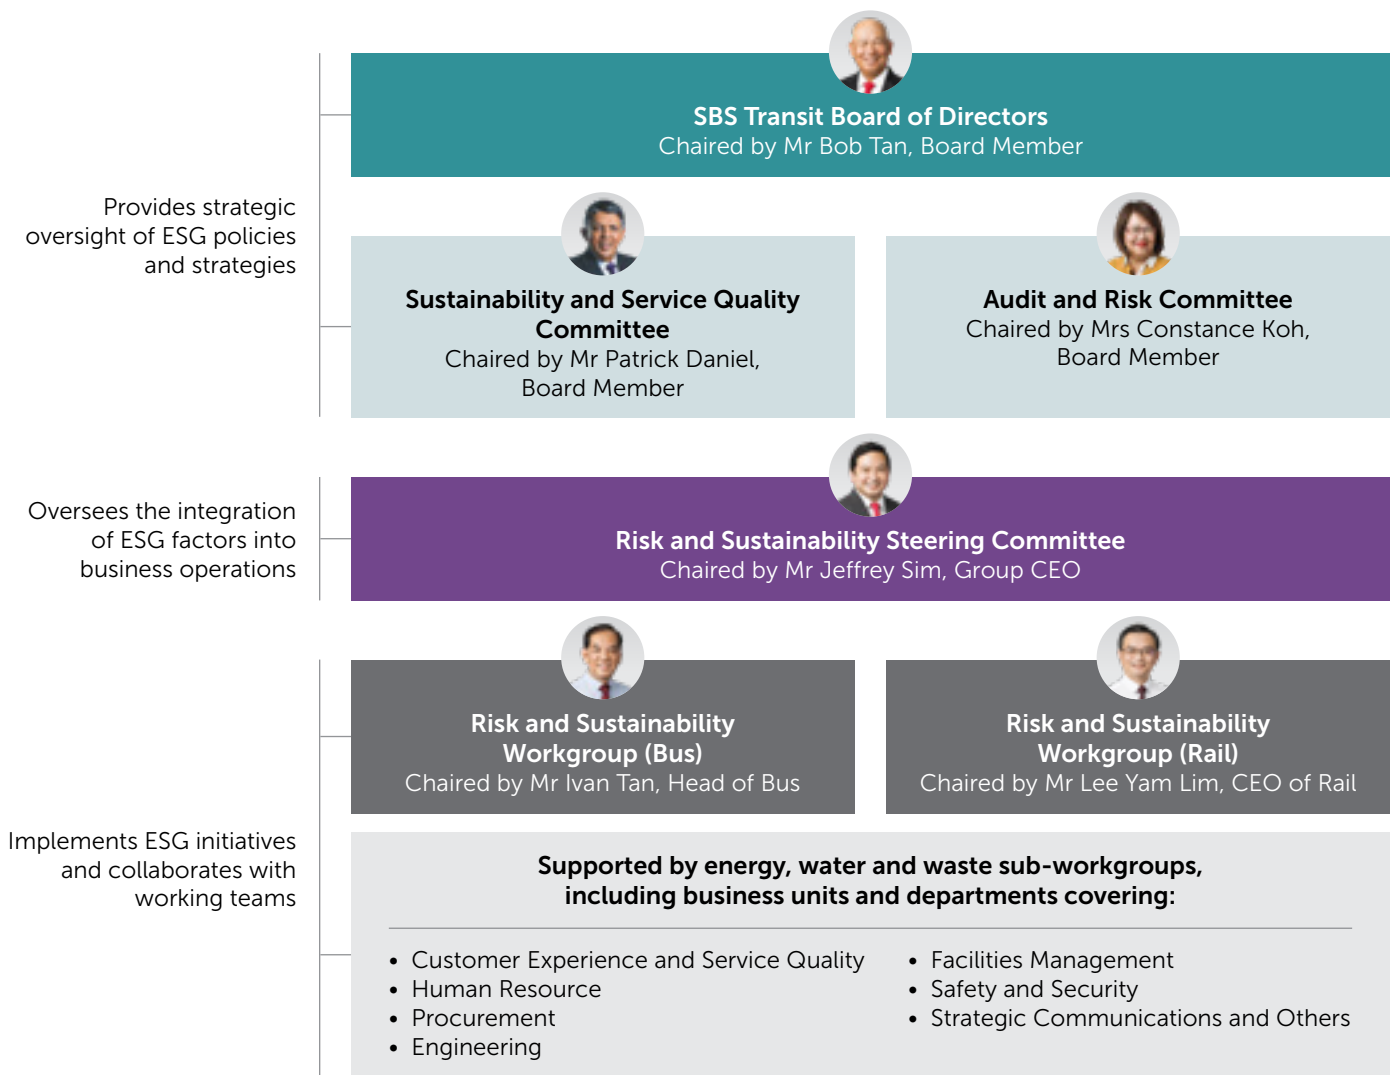 SBS Transit Board of Directors
Chaired by Mr Bob Tan, Board Member
Provides strategic
oversight of ESG policies
and strategies
Sustainability and Service Quality
Committee
Chaired by Mr Patrick Daniel,
Board Member
Audit and Risk Committee
Chaired by Mrs Constance Koh,
Board Member
Oversees the integration
of ESG factors into
business operations
Risk and Sustainability Steering Committee
Chaired by Mr Jeffrey Sim, Group CEO
Risk and Sustainability
Workgroup (Bus)
Chaired by Mr Ivan Tan, Head of Bus
Risk and Sustainability
Workgroup (Rail)
Chaired by Mr Lee Yam Lim, CEO of Rail
Implements ESG initiatives
and collaborates with
working teams
Supported by energy, water and waste sub-workgroups,
including business units and departments covering:
• Customer Experience and Service Quality
• Human Resource
• Procurement
• Engineering
• Facilities Management
• Safety and Security
• Strategic Communications and Others